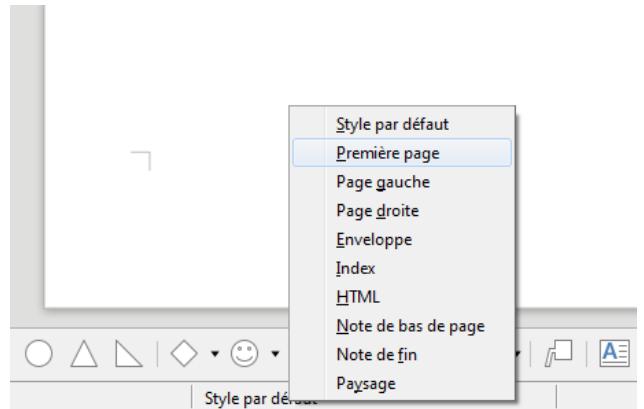 Style par défaut
Première page
Page gauche
Page droite
Enveloppe
Index
HTML
Note de bas de page
Note de fin
Paysage
A
Style par défaut